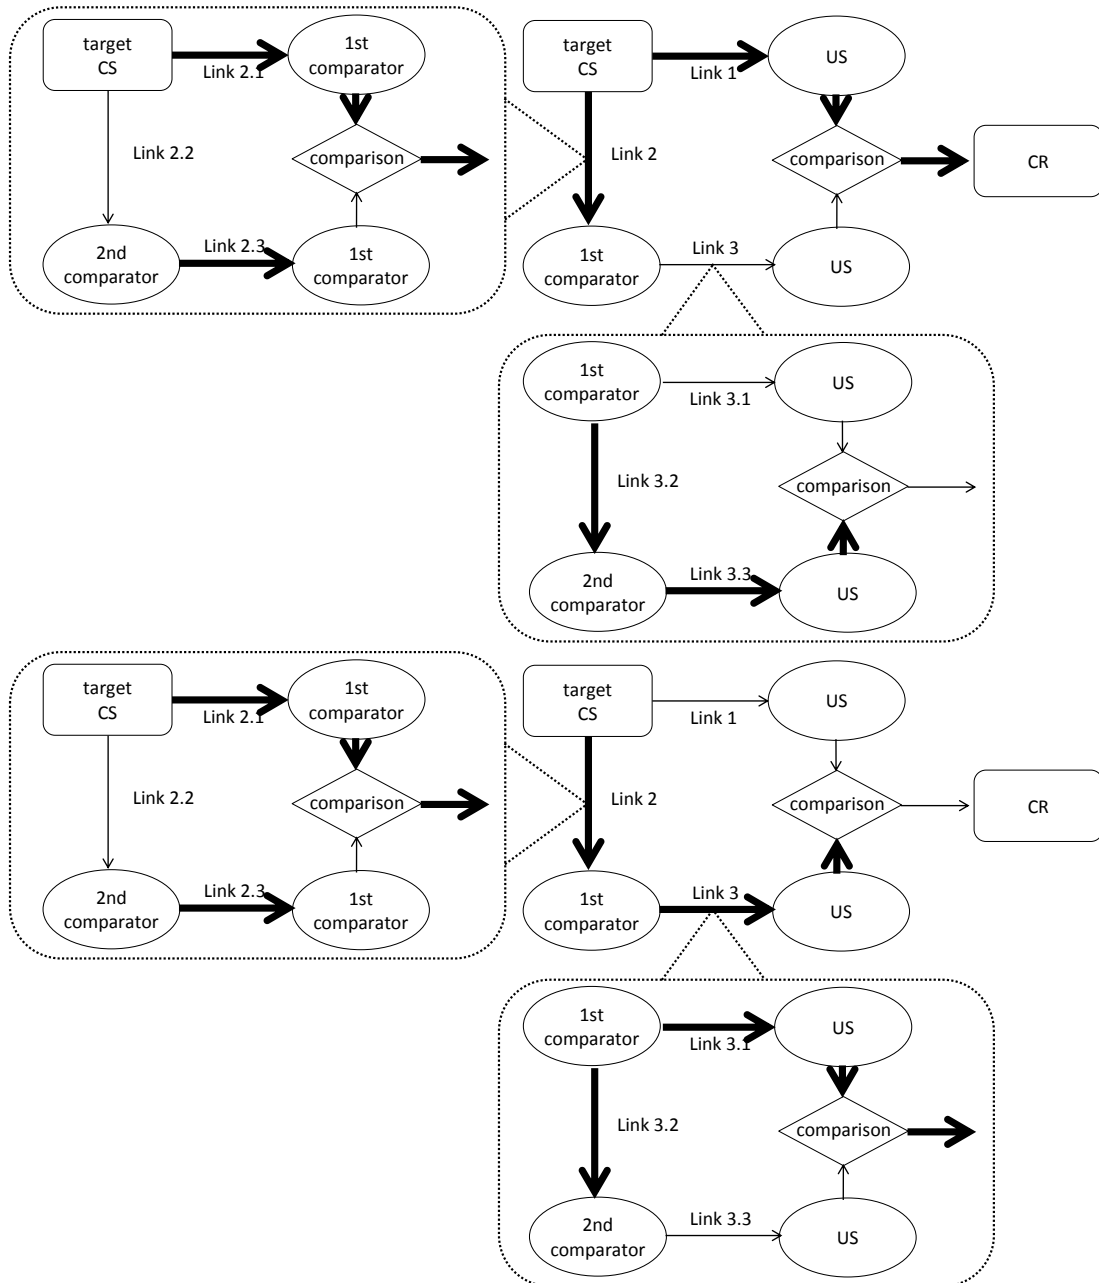 target
CS
Link 2.1
1st
comparator
Link 2.2
comparison
2nd
comparator
Link 2.3
1st
comparator
target
CS
Link 1
US
Link 2
comparison
CR
1st
comparator
Link 3
US
1st
comparator
Link 3.1
US
Link 3.2
comparison
2nd
comparator
Link 3.3
US
target
CS
Link 2.1
1st
comparator
Link 2.2
comparison
2nd
comparator
Link 2.3
1st
comparator
target
CS
Link 1
US
Link 2
comparison
CR
1st
comparator
Link 3
US
1st
comparator
Link 3.1
US
Link 3.2
comparison
2nd
comparator
Link 3.3
US